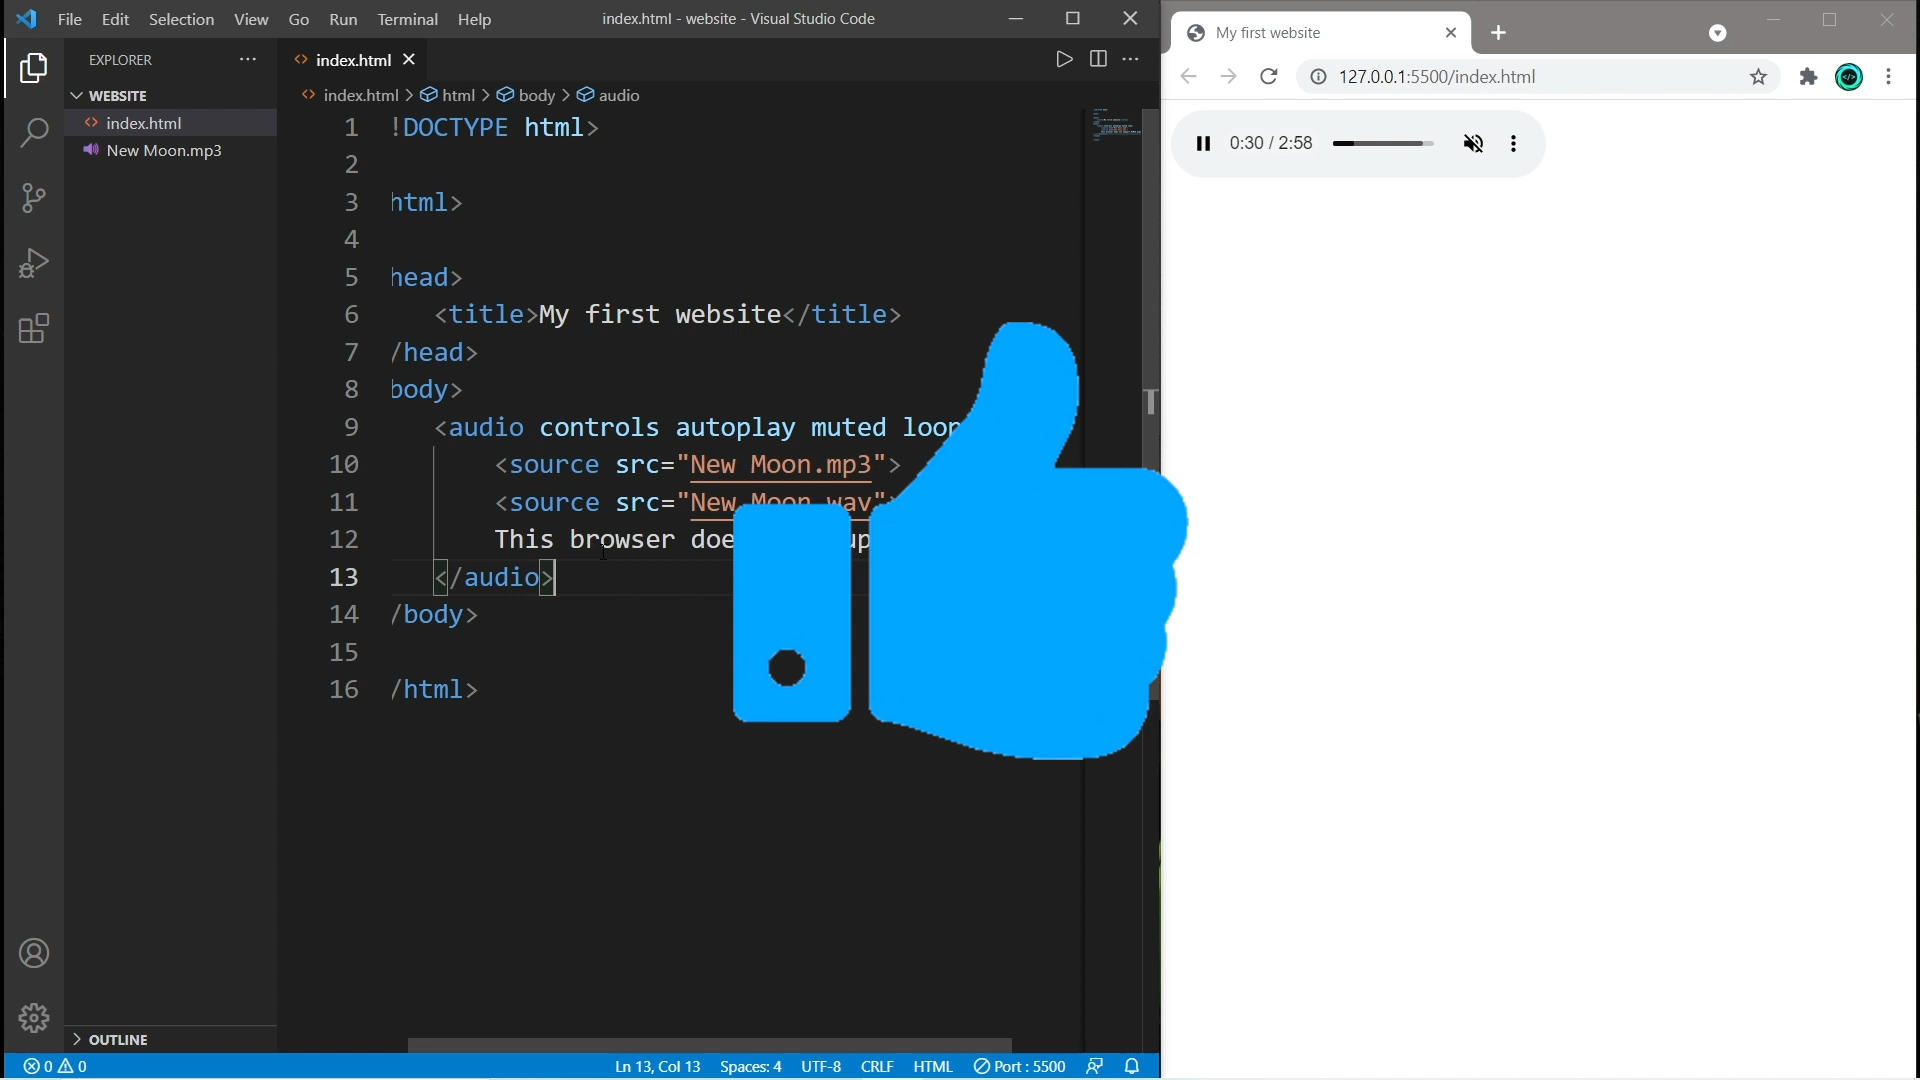 File Edit Selection View Go Run Terminal Help
index.html - website - Visual Studio Code
EXPLORER
WEBSITE
index.html
New Moon.mp3
OUTLINE
index.html
index.html > html > body > audio
1 !DOCTYPE html>
2
3 html>
4
5 head>
6 <title>My first website</title>
7 /head>
8 body>
9 <audio controls autoplay muted loop
10 <source src="New Moon.mp3">
11 <source src="New Moon.wav"
12 This browser doe
13 </audio>
14 /body>
15
16 /html>
0 0
Ln 13, Col 13 Spaces: 4 UTF-8 CRLF HTML Port : 5500
My first website
127.0.0.1:5500/index.html
0:30 / 2:58